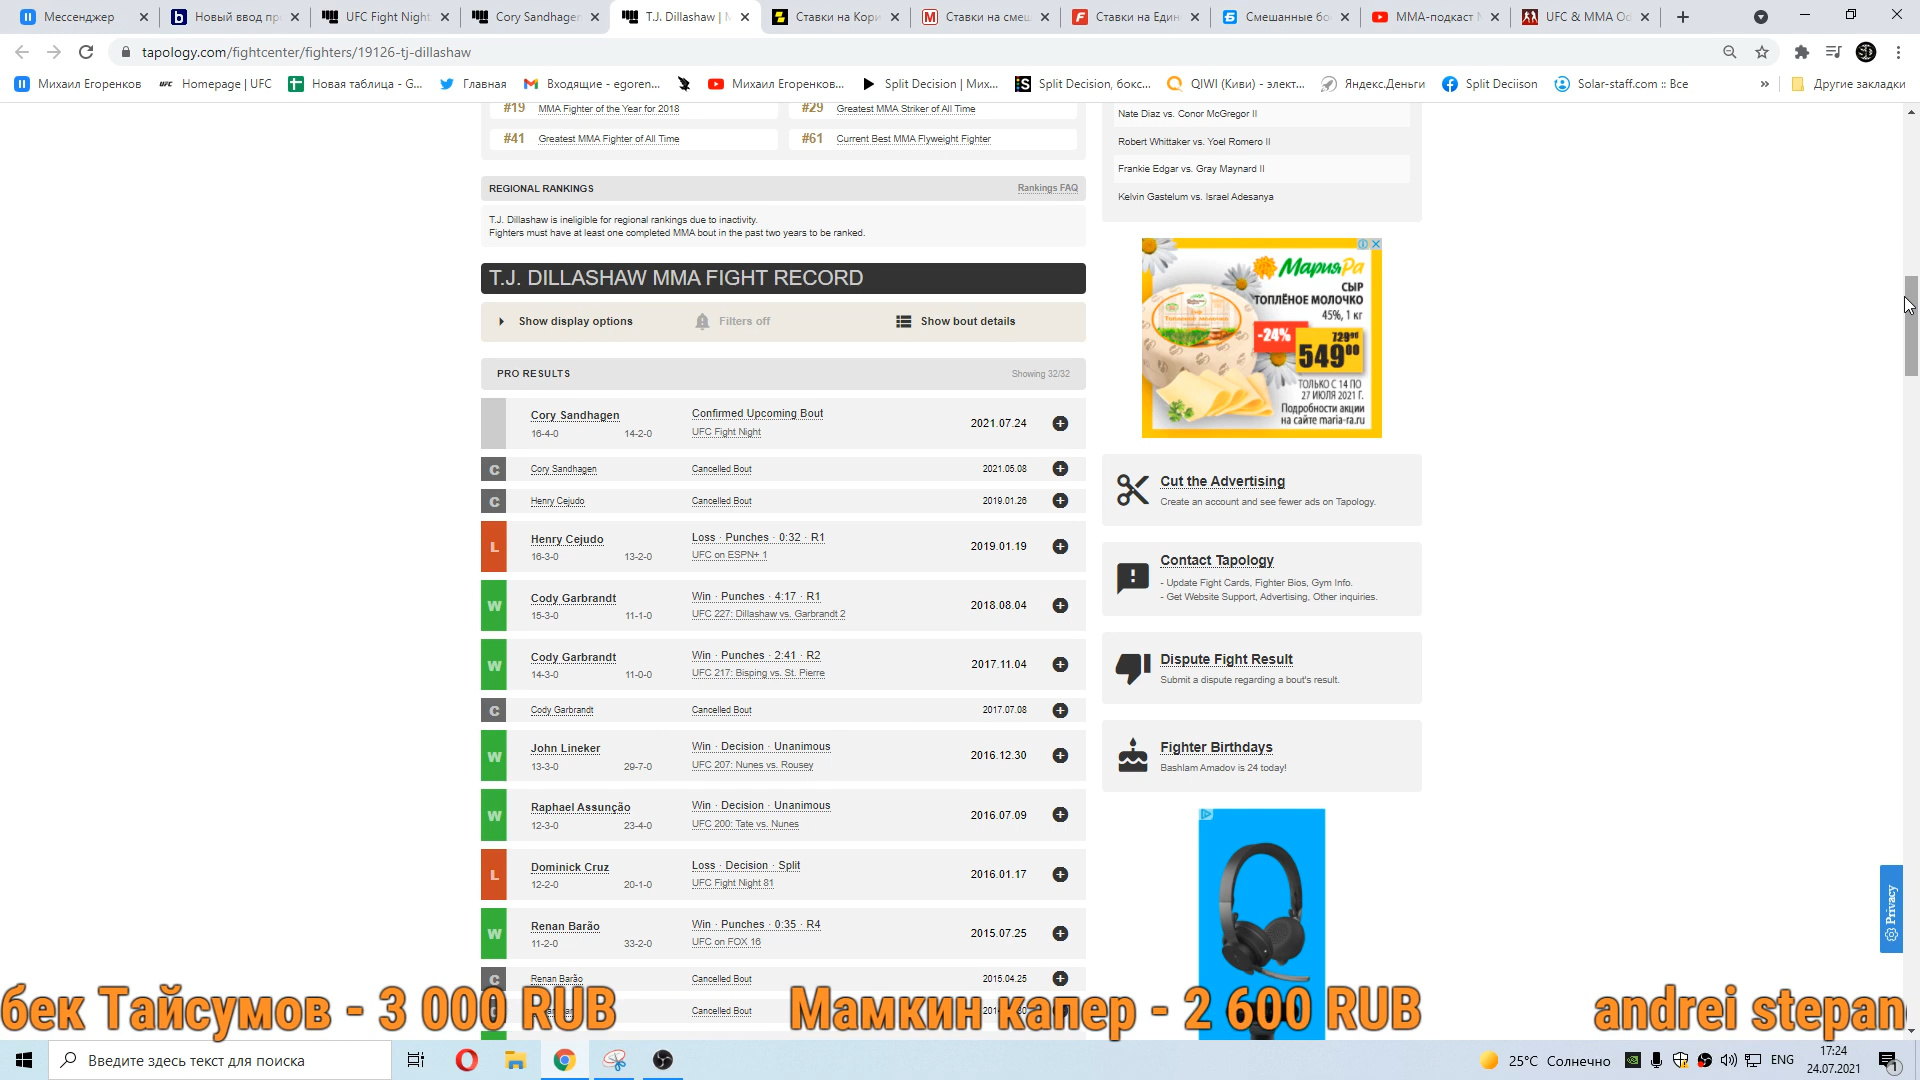 Мессенджер
Новый ввод пр
UFC Fight Night
Cory Sandhagen
T.J. Dillashaw | M
Ставки на Кори
Ставки на смеш
Ставки на Един
Смешанные бо
MMA-подкаст
UFC & MMA Od
tapology.com/fightcenter/fighters/19126-tj-dillashaw
Михаил Егоренков
Homepage | UFC
Новая таблица - G...
Главная
Входящие - egoren...
Михаил Егоренков...
Split Decision | Мих...
Split Decision, бокс...
QIWI (Киви) - элект...
Яндекс.Деньги
Split Deciison
Solar-staff.com :: Все
Другие закладки
#19 MMA Fighter of the Year for 2018
#29 Greatest MMA Striker of All Time
#41 Greatest MMA Fighter of All Time
#61 Current Best MMA Flyweight Fighter
REGIONAL RANKINGS
Rankings FAQ
T.J. Dillashaw is ineligible for regional rankings due to inactivity.
Fighters must have at least one completed MMA bout in the past two years to be ranked.
T.J. DILLASHAW MMA FIGHT RECORD
Show display options
Filters off
Show bout details
PRO RESULTS
Showing 32/32
Cory Sandhagen Confirmed Upcoming Bout 2021.07.24
16-4-0 14-2-0 UFC Fight Night
C Cory Sandhagen Cancelled Bout 2021.05.08
C Henry Cejudo Cancelled Bout 2019.01.26
L Henry Cejudo Loss · Punches · 0:32 · R1 2019.01.19
16-3-0 13-2-0 UFC on ESPN+ 1
W Cody Garbrandt Win · Punches · 4:17 · R1 2018.08.04
15-3-0 11-1-0 UFC 227: Dillashaw vs. Garbrandt 2
W Cody Garbrandt Win · Punches · 2:41 · R2 2017.11.04
14-3-0 11-0-0 UFC 217: Bisping vs. St. Pierre
C Cody Garbrandt Cancelled Bout 2017.07.08
W John Lineker Win · Decision · Unanimous 2016.12.30
13-3-0 29-7-0 UFC 207: Nunes vs. Rousey
W Raphael Assunção Win · Decision · Unanimous 2016.07.09
12-3-0 23-4-0 UFC 200: Tate vs. Nunes
L Dominick Cruz Loss · Decision · Split 2016.01.17
12-2-0 20-1-0 UFC Fight Night 81
W Renan Barão Win · Punches · 0:35 · R4 2015.07.25
11-2-0 33-2-0 UFC on FOX 16
C Renan Barão Cancelled Bout 2015.04.25
Cancelled Bout
Nate Diaz vs. Conor McGregor II
Robert Whittaker vs. Yoel Romero II
Frankie Edgar vs. Gray Maynard II
Kelvin Gastelum vs. Israel Adesanya
МарияРа
СЫР
ТОПЛЁНОЕ МОЛОЧКО
45%, 1 кг
-24%
729⁹⁰
549⁰⁰
ТОЛЬКО С 14 ПО
27 ИЮЛЯ 2021 Г.
Подробности акции
на сайте maria-ra.ru
Cut the Advertising
Create an account and see fewer ads on Tapology.
Contact Tapology
- Update Fight Cards, Fighter Bios, Gym Info.
- Get Website Support, Advertising, Other inquiries.
Dispute Fight Result
Submit a dispute regarding a bout's result.
Fighter Birthdays
Bashlam Amadov is 24 today!
Privacy
бек Тайсумов - 3 000 RUB
Мамкин капер - 2 600 RUB
andrei stepan
Введите здесь текст для поиска
25°C Солнечно
ENG
17:24
24.07.2021
1